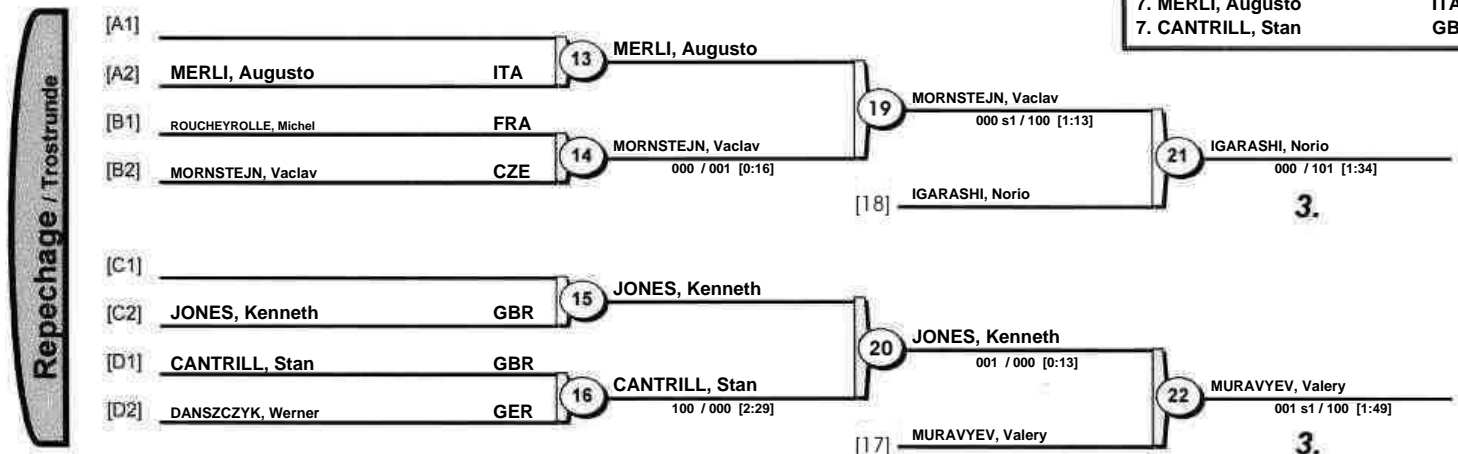 7. MERLI, Augusto ITA
7. CANTRILL, Stan GB
Repechage / Trostrunde
[A1]
[A2] MERLI, Augusto ITA
13 MERLI, Augusto
[B1] ROUCHEYROLLE, Michel FRA
[B2] MORNSTEJN, Vaclav CZE
14 MORNSTEJN, Vaclav
000 / 001 [0:16]
19 MORNSTEJN, Vaclav
000 s1 / 100 [1:13]
[18] IGARASHI, Norio
21 IGARASHI, Norio
000 / 101 [1:34]
3.
[C1]
[C2] JONES, Kenneth GBR
15 JONES, Kenneth
[D1] CANTRILL, Stan GBR
[D2] DANSZCZYK, Werner GER
16 CANTRILL, Stan
100 / 000 [2:29]
20 JONES, Kenneth
001 / 000 [0:13]
[17] MURAVYEV, Valery
22 MURAVYEV, Valery
001 s1 / 100 [1:49]
3.